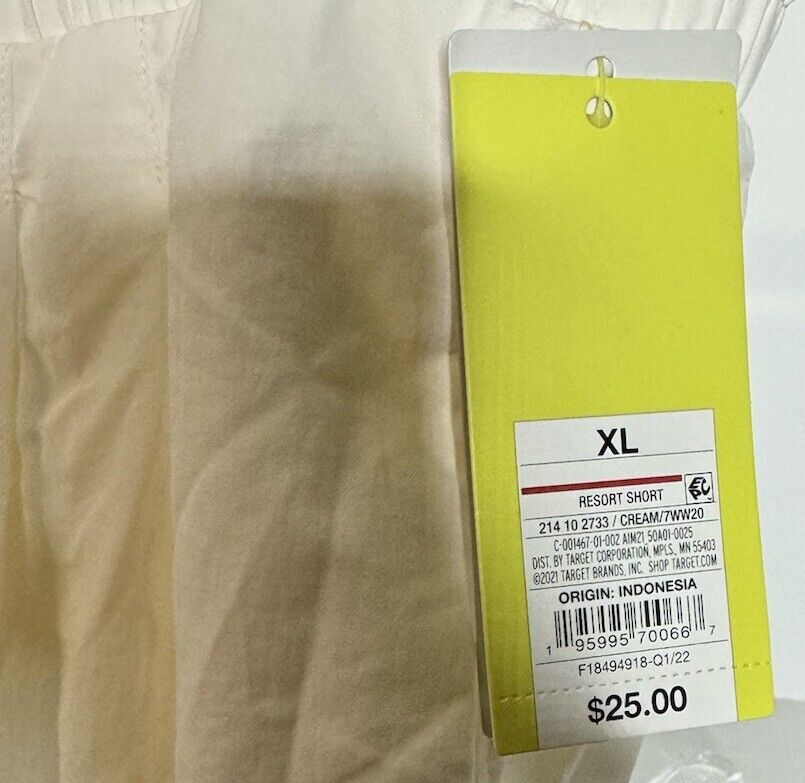 XL
RESORT SHORT
EPC
214 10 2733 / CREAM/7WW20
C-001467-01-002 AIM21 50A01-0025
DIST. BY TARGET CORPORATION, MPLS., MN 55403
©2021 TARGET BRANDS, INC. SHOP TARGET.COM
ORIGIN: INDONESIA
1 95995 70066 7
F18494918-Q1/22
$25.00